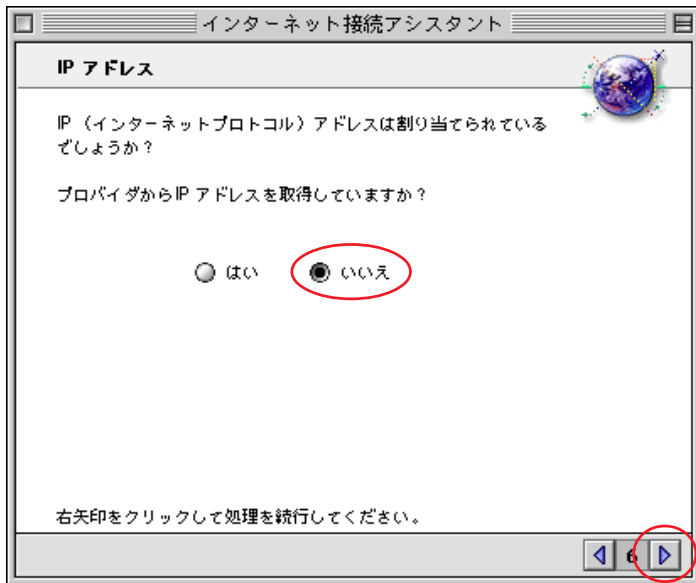 インターネット接続アシスタント
IP アドレス
IP（インターネットプロトコル）アドレスは割り当てられている
でしょうか？
プロバイダからIP アドレスを取得していますか？
はい いいえ
右矢印をクリックして処理を続行してください。
6